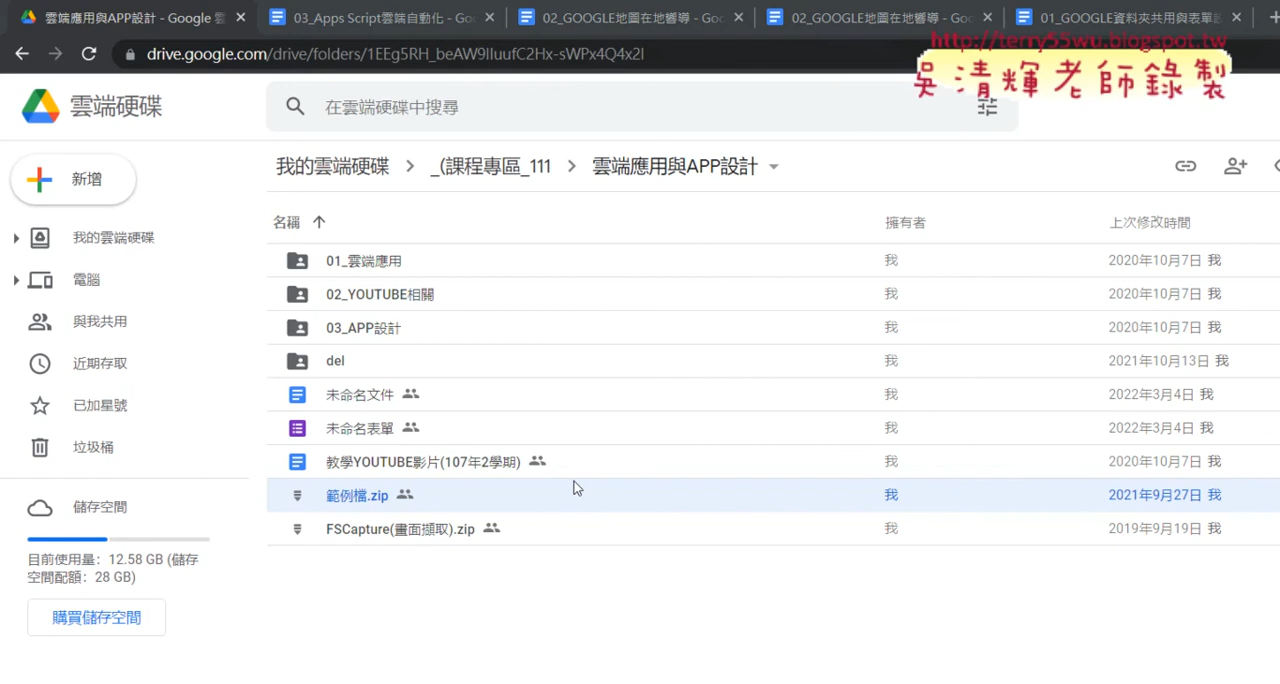 雲端應用與APP設計 - Google 雲
03_Apps Script雲端自動化 - Go
02_GOOGLE地圖在地嚮導 - Goo
02_GOOGLE地圖在地嚮導 - Goo
01_GOOGLE資料夾共用與表單設
drive.google.com/drive/folders/1EEg5RH_beAW9IluufC2Hx-sWPx4Q4x2l
http://terry55wu.blogspot.tw
吳清輝老師錄製
雲端硬碟
在雲端硬碟中搜尋
新增
我的雲端硬碟
電腦
與我共用
近期存取
已加星號
垃圾桶
儲存空間
目前使用量：12.58 GB (儲存
空間配額：28 GB)
購買儲存空間
我的雲端硬碟 > _(課程專區_111 > 雲端應用與APP設計
名稱 擁有者 上次修改時間
01_雲端應用 我 2020年10月7日 我
02_YOUTUBE相關 我 2020年10月7日 我
03_APP設計 我 2020年10月7日 我
del 我 2021年10月13日 我
未命名文件 我 2022年3月4日 我
未命名表單 我 2022年3月4日 我
教學YOUTUBE影片(107年2學期) 我 2020年10月7日 我
範例檔.zip 我 2021年9月27日 我
FSCapture(畫面擷取).zip 我 2019年9月19日 我